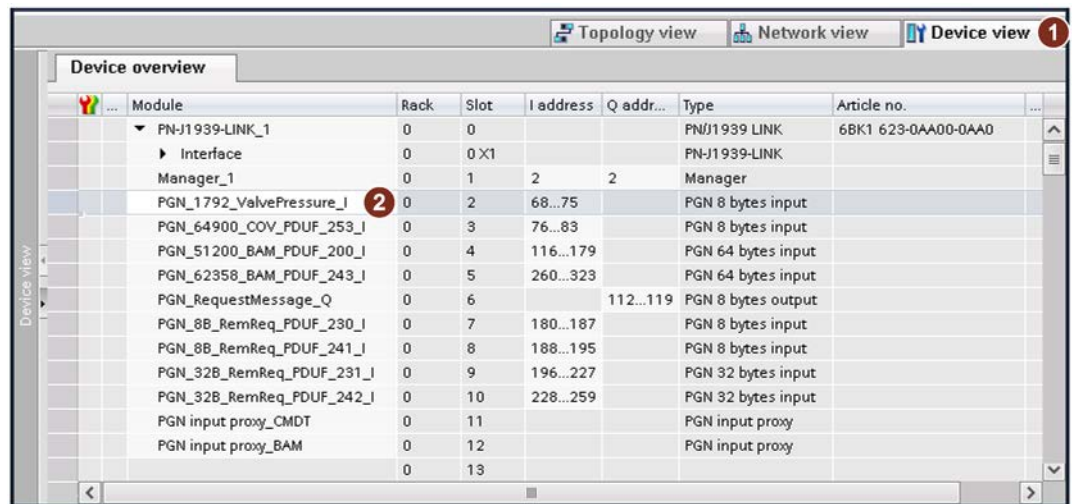 Topology view Network view Device view 1
Device overview
... Module Rack Slot I address Q addr... Type Article no. ...
PN-J1939-LINK_1 0 0 PN/J1939 LINK 6BK1 623-0AA00-0AA0
Interface 0 0 X1 PN-J1939-LINK
Manager_1 0 1 2 2 Manager
PGN_1792_ValvePressure_I 2 0 2 68...75 PGN 8 bytes input
PGN_64900_COV_PDUF_253_I 0 3 76...83 PGN 8 bytes input
PGN_51200_BAM_PDUF_200_I 0 4 116...179 PGN 64 bytes input
PGN_62358_BAM_PDUF_243_I 0 5 260...323 PGN 64 bytes input
PGN_RequestMessage_Q 0 6 112...119 PGN 8 bytes output
PGN_8B_RemReq_PDUF_230_I 0 7 180...187 PGN 8 bytes input
PGN_8B_RemReq_PDUF_241_I 0 8 188...195 PGN 8 bytes input
PGN_32B_RemReq_PDUF_231_I 0 9 196...227 PGN 32 bytes input
PGN_32B_RemReq_PDUF_242_I 0 10 228...259 PGN 32 bytes input
PGN input proxy_CMDT 0 11 PGN input proxy
PGN input proxy_BAM 0 12 PGN input proxy
0 13
Device view